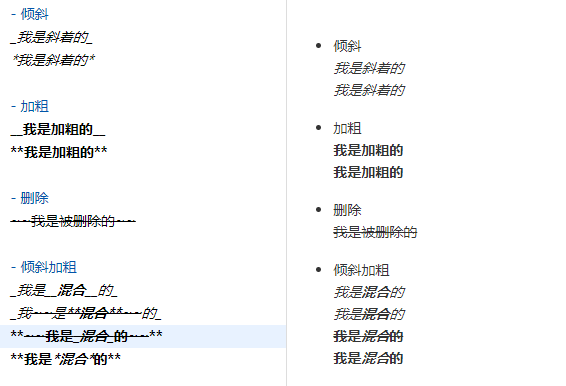 - 倾斜
_我是斜着的_
*我是斜着的*
- 加粗
__我是加粗的__
**我是加粗的**
- 删除
~~我是被删除的~~
- 倾斜加粗
_我是__混合__的_
_我~~是**混合**~~的_
**~~我是_混合_的~~**
**我是*混合*的**
• 倾斜
我是斜着的
我是斜着的
• 加粗
我是加粗的
我是加粗的
• 删除
我是被删除的
• 倾斜加粗
我是混合的
我是混合的
我是混合的
我是混合的